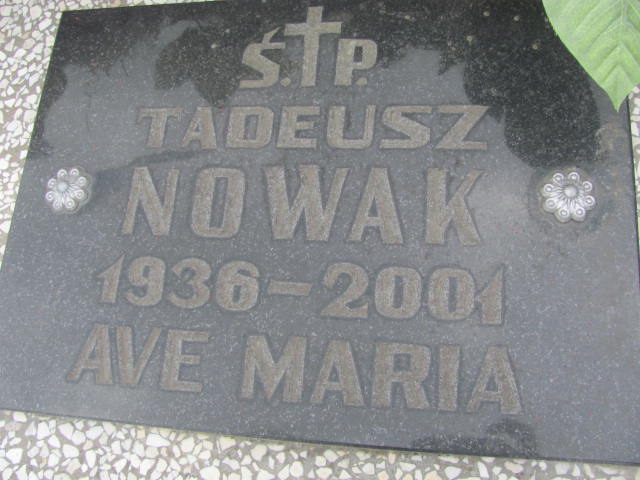 Ś.P.
TADEUSZ
NOWAK
1936-2001
AVE MARIA